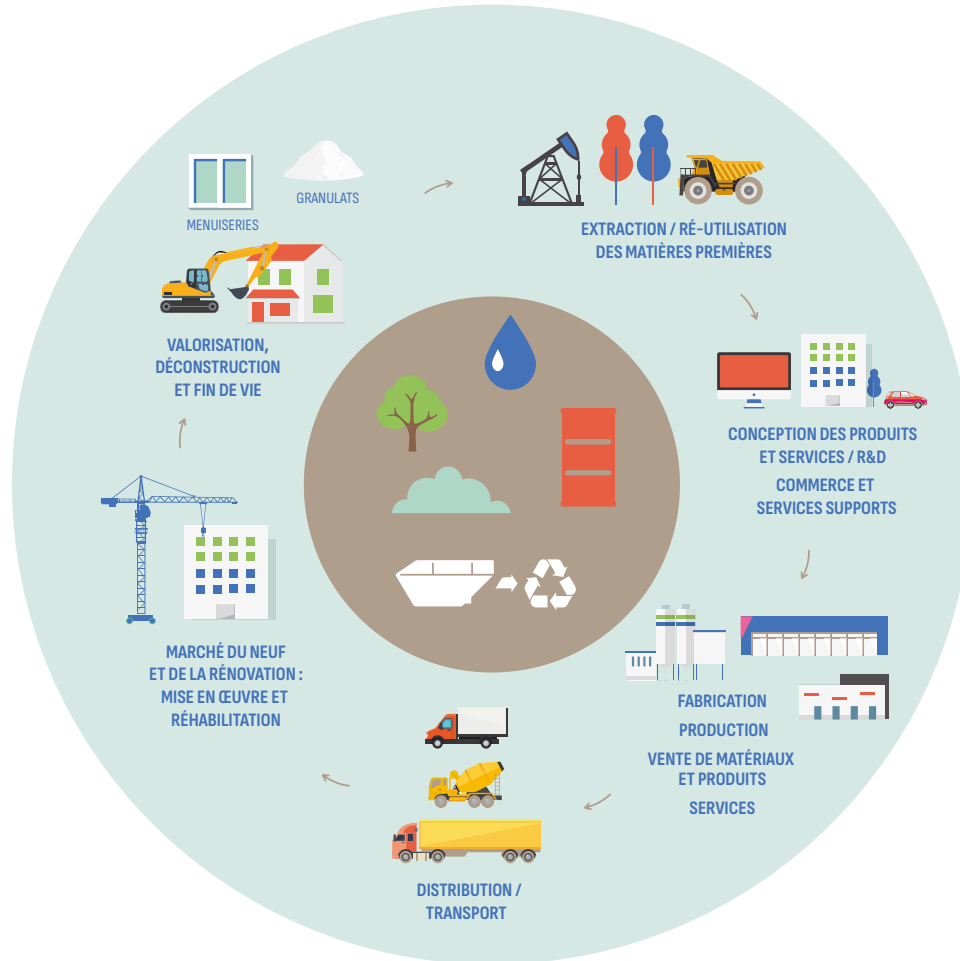 MENUISERIES
GRANULATS
EXTRACTION / RÉ-UTILISATION
DES MATIÈRES PREMIÈRES
CONCEPTION DES PRODUITS
ET SERVICES / R&D
COMMERCE ET
SERVICES SUPPORTS
FABRICATION
PRODUCTION
VENTE DE MATÉRIAUX
ET PRODUITS
SERVICES
DISTRIBUTION /
TRANSPORT
MARCHÉ DU NEUF
ET DE LA RÉNOVATION :
MISE EN ŒUVRE ET
RÉHABILITATION
VALORISATION,
DÉCONSTRUCTION
ET FIN DE VIE